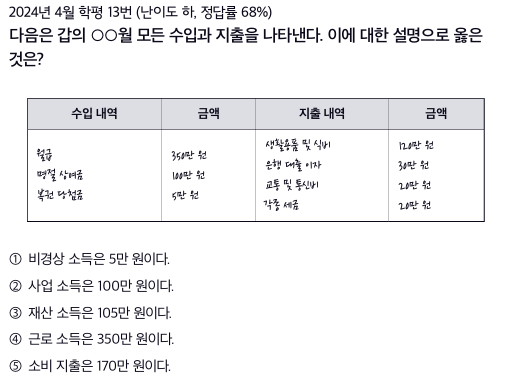 2024년 4월 학평 13번 (난이도 하, 정답률 68%)
다음은 갑의 ○○월 모든 수입과 지출을 나타낸다. 이에 대한 설명으로 옳은
것은?
수입 내역 금액 지출 내역 금액
월급 350만 원 생활용품 및 식비 120만 원
명절 상여금 100만 원 은행 대출 이자 30만 원
복권 당첨금 5만 원 교통 및 통신비 20만 원
각종 세금 20만 원
① 비경상 소득은 5만 원이다.
② 사업 소득은 100만 원이다.
③ 재산 소득은 105만 원이다.
④ 근로 소득은 350만 원이다.
⑤ 소비 지출은 170만 원이다.